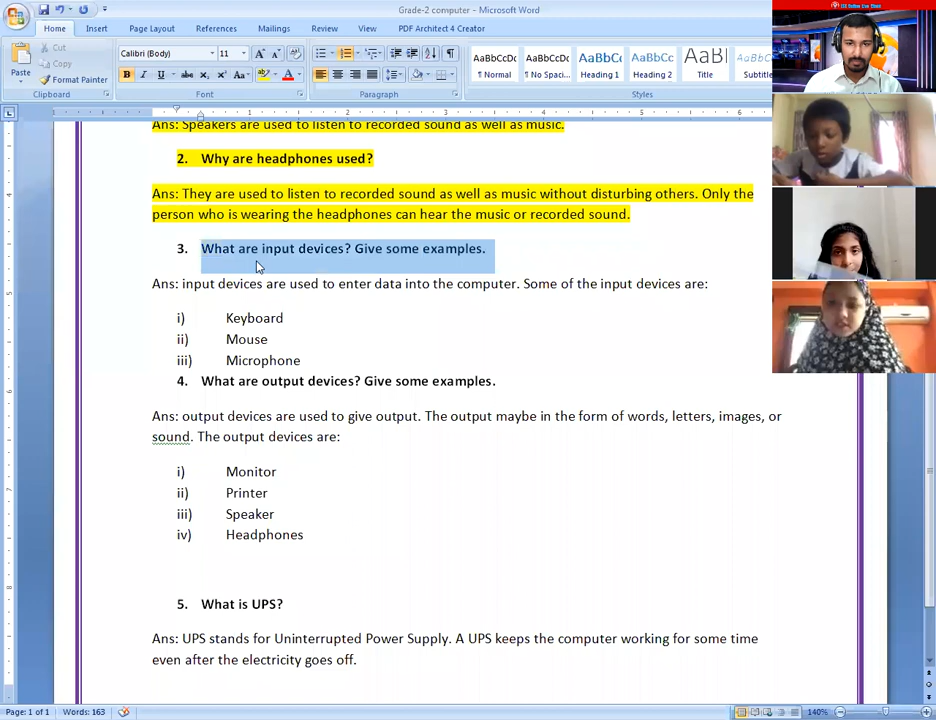 Grade-2 computer - Microsoft Word
Home Insert Page Layout References Mailings Review View PDF Architect 4 Creator
Cut
Copy
Format Painter
Paste
Calibri (Body) 11
Clipboard Font Paragraph Styles
AaBbCcDc AaBbCcDc AaBbCc AaBbCc AaBl AaBbCcl
¶ Normal ¶ No Spaci... Heading 1 Heading 2 Title Subtitle
Ans: Speakers are used to listen to recorded sound as well as music.
2. Why are headphones used?
Ans: They are used to listen to recorded sound as well as music without disturbing others. Only the
person who is wearing the headphones can hear the music or recorded sound.
3. What are input devices? Give some examples.
Ans: input devices are used to enter data into the computer. Some of the input devices are:
i) Keyboard
ii) Mouse
iii) Microphone
4. What are output devices? Give some examples.
Ans: output devices are used to give output. The output maybe in the form of words, letters, images, or
sound. The output devices are:
i) Monitor
ii) Printer
iii) Speaker
iv) Headphones
5. What is UPS?
Ans: UPS stands for Uninterrupted Power Supply. A UPS keeps the computer working for some time
even after the electricity goes off.
Page: 1 of 1 Words: 163 140%